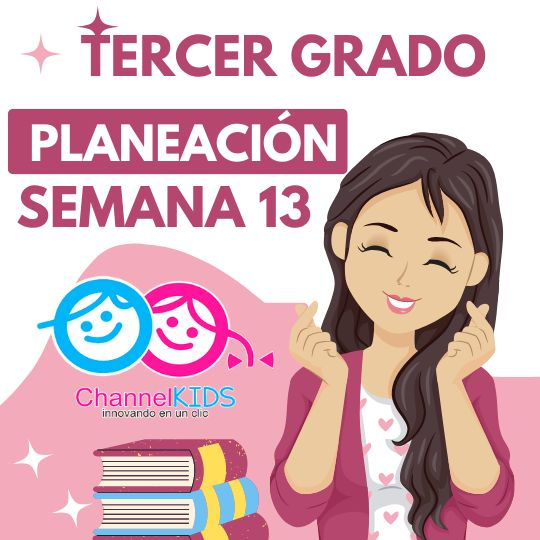 TERCER GRADO
PLANEACIÓN
SEMANA 13
ChannelKIDS
innovando en un clic